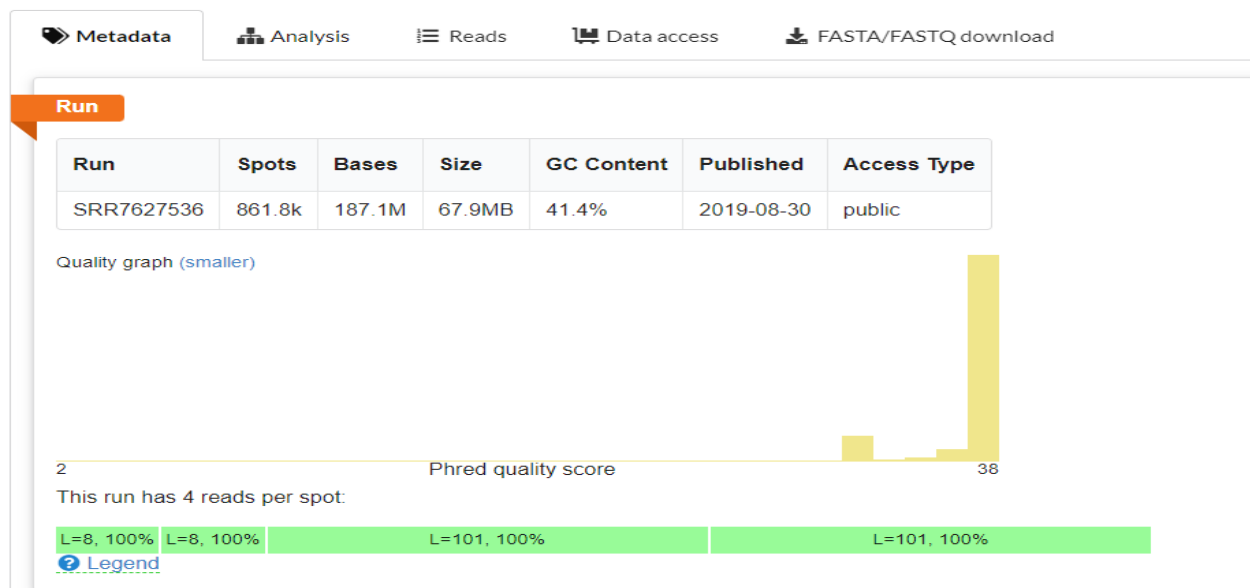 Metadata Analysis Reads Data access FASTA/FASTQ download
Run
Run Spots Bases Size GC Content Published Access Type
SRR7627536 861.8k 187.1M 67.9MB 41.4% 2019-08-30 public
Quality graph (smaller)
2 Phred quality score 38
This run has 4 reads per spot:
L=8, 100% L=8, 100% L=101, 100% L=101, 100%
? Legend